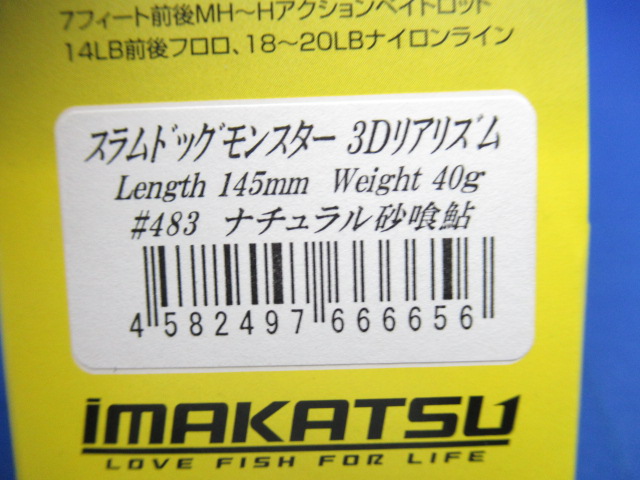 7フィート前後MH〜Hアクションベイトロッド
14LB前後フロロ、18〜20LBナイロンライン
スラムドッグモンスター 3Dリアリズム
Length 145mm Weight 40g
#483 ナチュラル砂喰鮎
4582497666656
imakatsu
LOVE FISH FOR LIFE